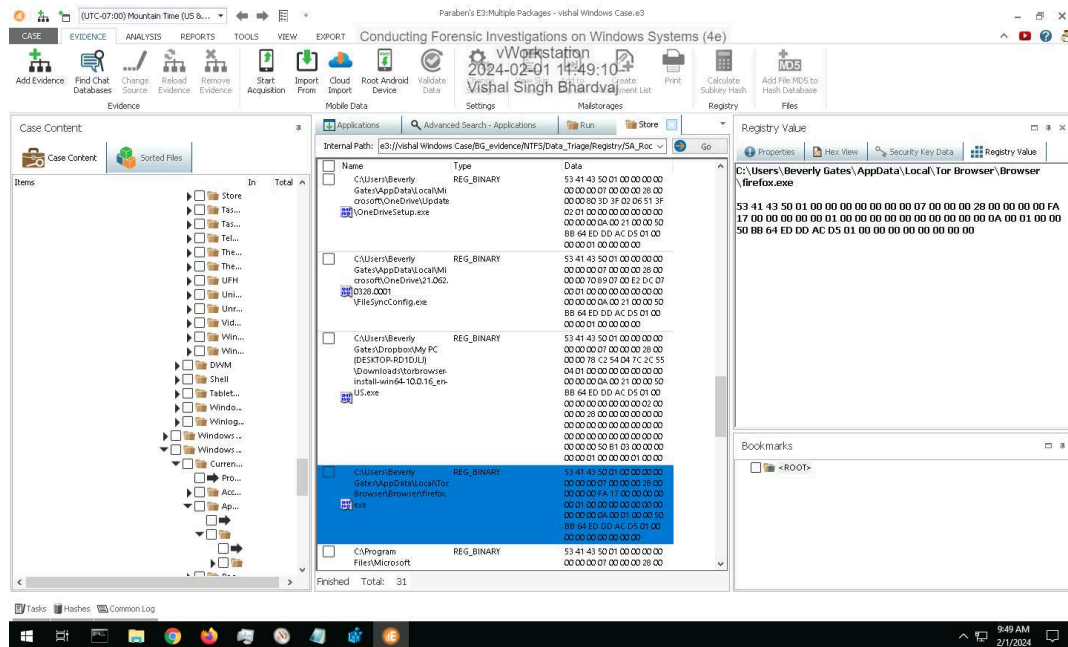 (UTC-07:00) Mountain Time (US &...
Paraben's E3:Multiple Packages - vishal Windows Case.e3
CASE EVIDENCE ANALYSIS REPORTS TOOLS VIEW EXPORT
Conducting Forensic Investigations on Windows Systems (4e)
vWorkstation
2024-02-01 11:49:10
Vishal Singh Bhardvaj
Add Evidence
Find Chat Databases
Change Source
Reload Evidence
Remove Evidence
Start Acquisition
Import From
Cloud Import
Root Android Device
Validate Data
Print
Calculate Subkey Hash
Add File MD5 to Hash Database
MD5
Evidence Mobile Data Settings Mailstorages Registry Files
Case Content
Case Content Sorted Files
Items In Total
Store
Tas...
Tas...
Tel...
The...
The...
UFH
Uni...
Unr...
Vid...
Win...
Win...
DWM
Shell
Tablet...
Windo...
Winlog...
Windows...
Windows...
Curren...
Pro...
Acc...
Ap...
Applications Advanced Search - Applications Run Store
Internal Path: e3://vishal Windows Case/BG_evidence/NTFS/Data_Triage/Registry/SA_Roc Go
Name Type Data
C:\Users\Beverly REG_BINARY 53 41 43 50 01 00 00 00 00
Gates\AppData\Local\Mi 00 00 00 07 00 00 00 28 00
crosoft\OneDrive\Update 00 00 80 3D 3F 02 06 51 3F
\OneDriveSetup.exe 02 01 00 00 00 00 00 00 00
00 00 00 0A 00 21 00 00 50
BB 64 ED DD AC D5 01 00
00 00 01 00 00 00 00
C:\Users\Beverly REG_BINARY 53 41 43 50 01 00 00 00 00
Gates\AppData\Local\Mi 00 00 00 07 00 00 00 28 00
crosoft\OneDrive\21.062. 00 00 70 89 07 00 E2 DC 07
0328.0001 00 01 00 00 00 00 00 00 00
\FileSyncConfig.exe 00 00 00 0A 00 21 00 00 50
BB 64 ED DD AC D5 01 00
00 00 01 00 00 00 00
C:\Users\Beverly REG_BINARY 53 41 43 50 01 00 00 00 00
Gates\Dropbox\My PC 00 00 00 07 00 00 00 28 00
(DESKTOP-RD1DJLJ) 00 00 78 C2 54 04 7C 2C 55
\Downloads\torbrowser- 04 01 00 00 00 00 00 00 00
install-win64-10.0.16_en- 00 00 00 0A 00 21 00 00 50
US.exe BB 64 ED DD AC D5 01 00
00 00 00 00 00 00 00 02 00
00 00 28 00 00 00 00 00 00
00 00 00 00 00 00 00 00 00
00 00 00 00 00 00 00 00 00
00 00 00 50 B1 03 00 00 00
00 00 01 00 00 00 01 00 00
C:\Users\Beverly REG_BINARY 53 41 43 50 01 00 00 00 00
Gates\AppData\Local\Tor 00 00 00 07 00 00 00 28 00
Browser\Browser\firefox. 00 00 00 FA 17 00 00 00 00
exe 00 01 00 00 00 00 00 00 00
00 00 00 0A 00 01 00 00 50
BB 64 ED DD AC D5 01 00
00 00 00 00 00 00 00
C:\Program REG_BINARY 53 41 43 50 01 00 00 00 00
Files\Microsoft 00 00 00 07 00 00 00 28 00
Finished Total: 31
Registry Value
Properties Hex View Security Key Data Registry Value
C:\Users\Beverly Gates\AppData\Local\Tor Browser\Browser
\firefox.exe
53 41 43 50 01 00 00 00 00 00 00 00 07 00 00 00 28 00 00 00 00 FA
17 00 00 00 00 00 01 00 00 00 00 00 00 00 00 00 00 00 0A 00 01 00 00
50 BB 64 ED DD AC D5 01 00 00 00 00 00 00 00 00
Bookmarks
<ROOT>
Tasks Hashes Common Log
9:49 AM
2/1/2024